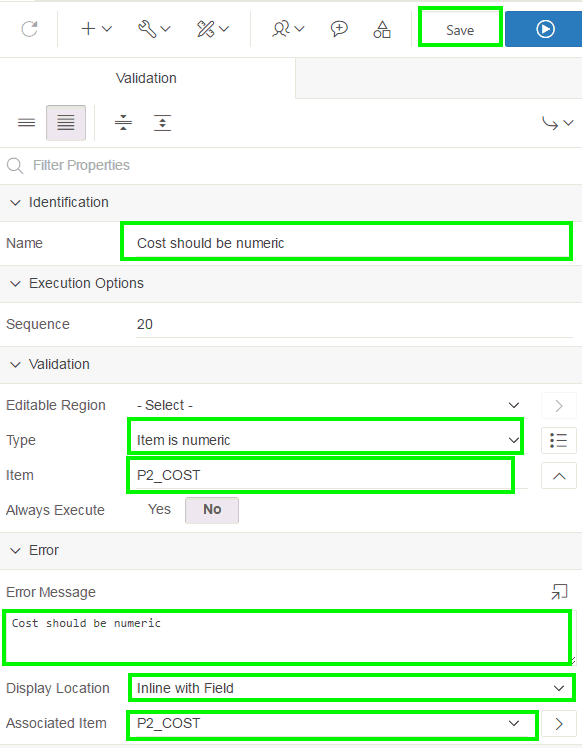 Save
Validation
Filter Properties
Identification
Name Cost should be numeric
Execution Options
Sequence 20
Validation
Editable Region - Select -
Type Item is numeric
Item P2_COST
Always Execute Yes No
Error
Error Message
Cost should be numeric
Display Location Inline with Field
Associated Item P2_COST